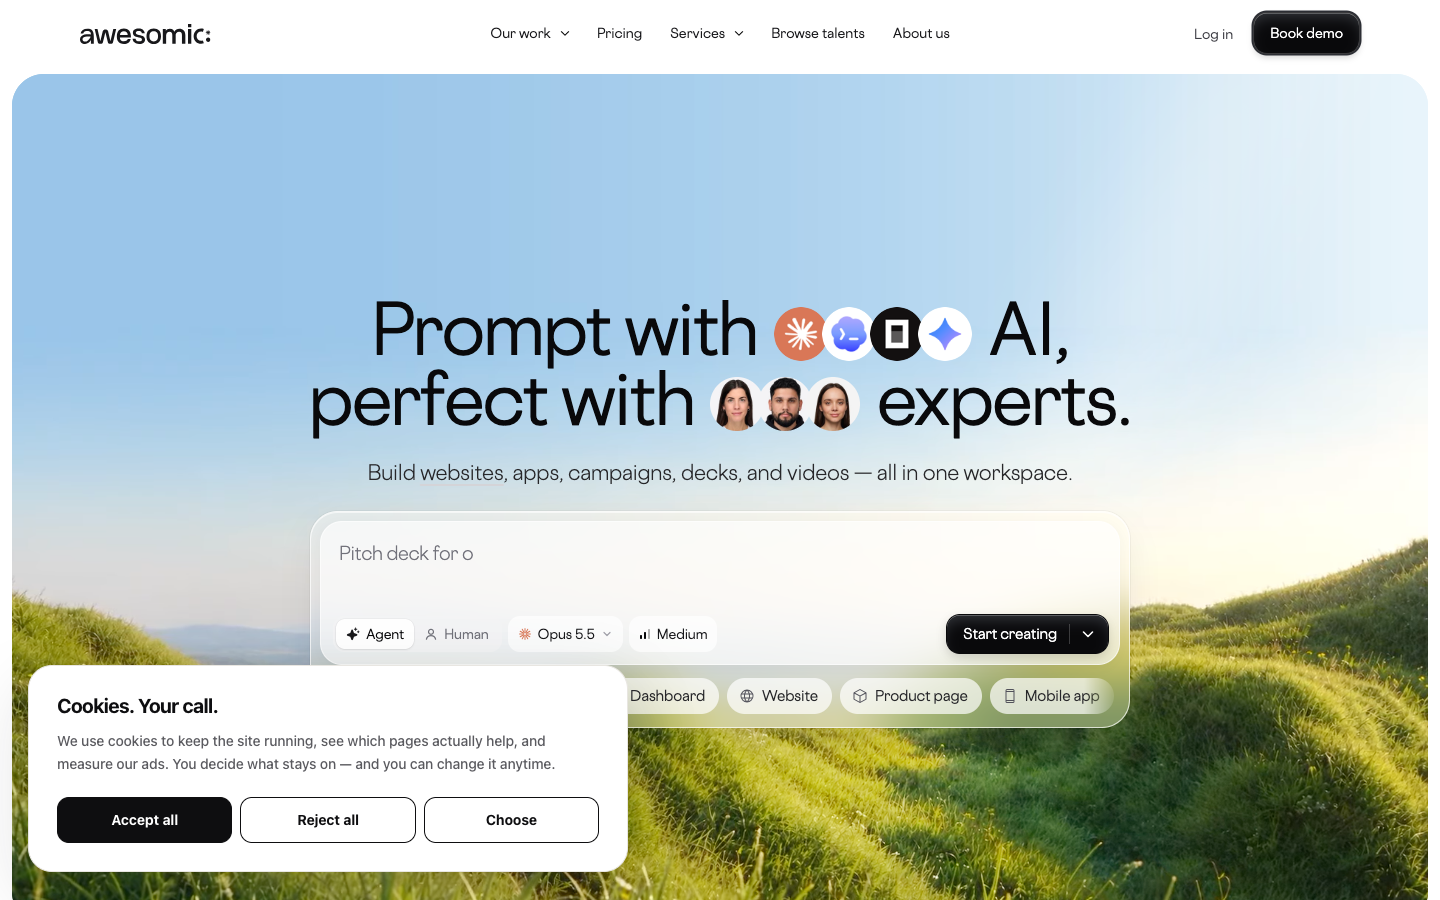 awesomic:
Our work
Pricing
Services
Browse talents
About us
Log in
Book demo
Prompt with AI,
perfect with experts.
Build websites, apps, campaigns, decks, and videos — all in one workspace.
Pitch deck for o
Agent
Human
Opus 5.5
Medium
Start creating
Dashboard
Website
Product page
Mobile app
Cookies. Your call.
We use cookies to keep the site running, see which pages actually help, and
measure our ads. You decide what stays on — and you can change it anytime.
Accept all
Reject all
Choose